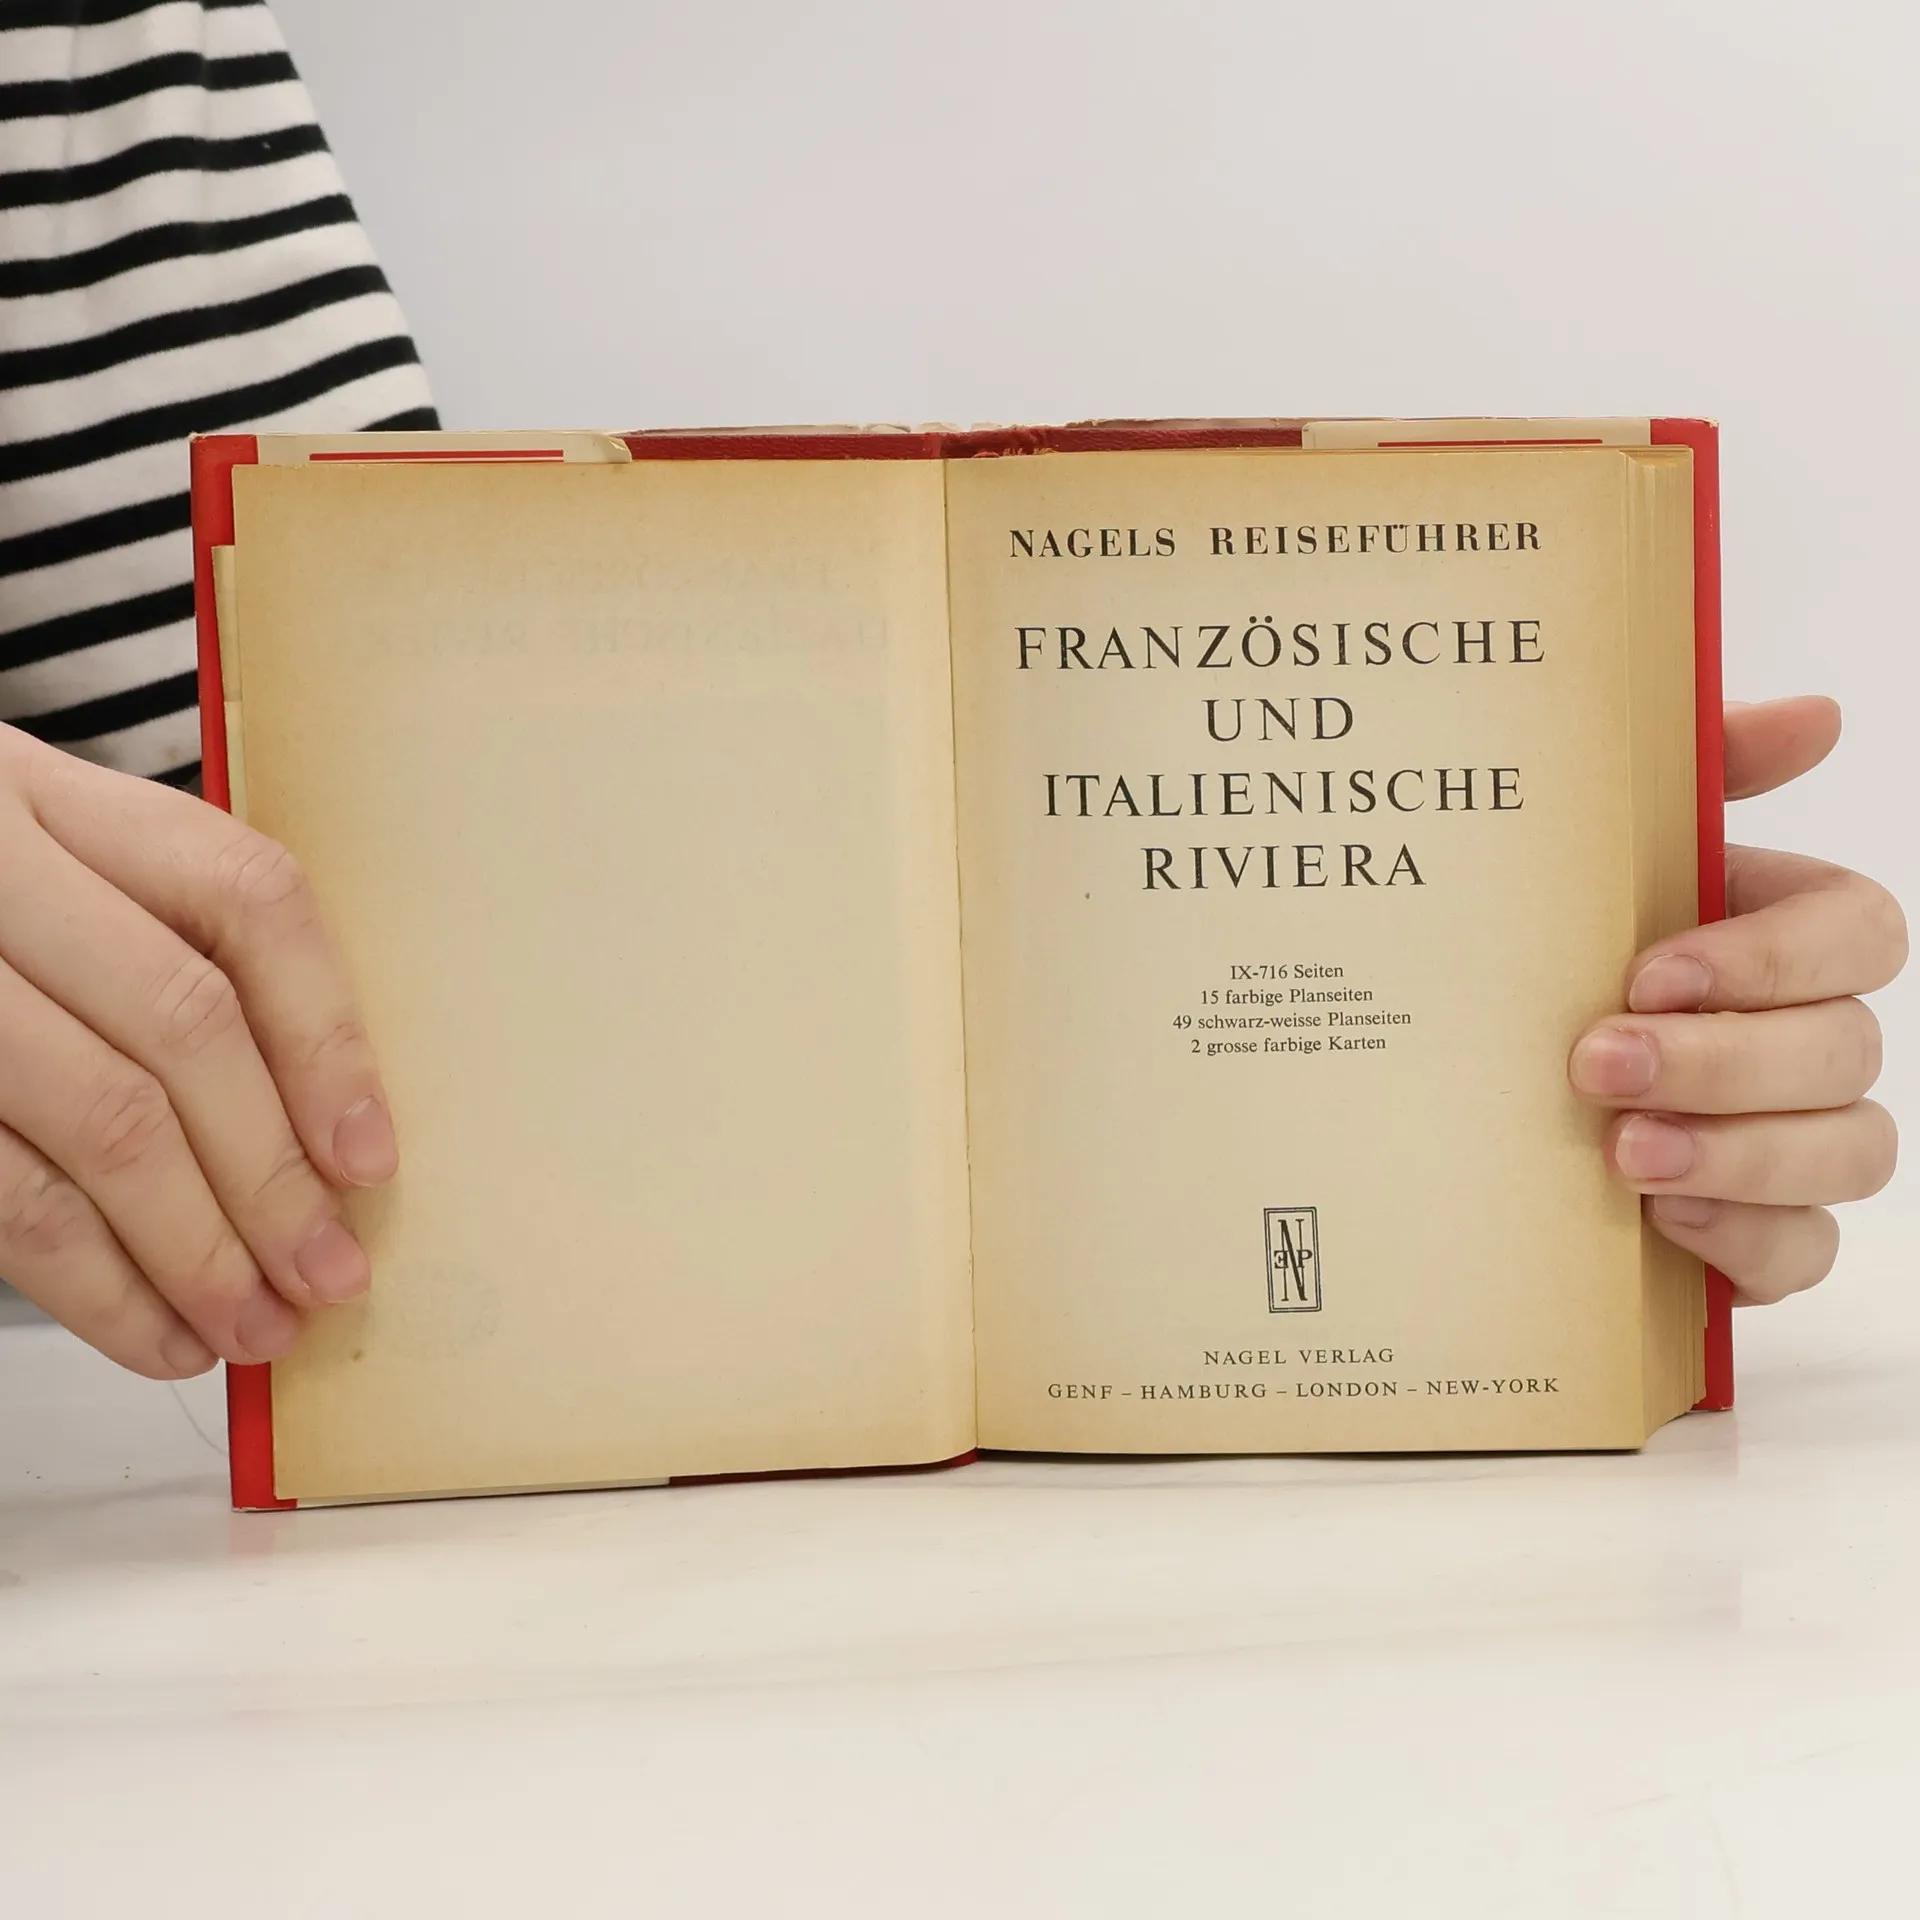 NAGELS REISEFÜHRER
FRANZÖSISCHE
UND
ITALIENISCHE
RIVIERA
IX-716 Seiten
15 farbige Planseiten
49 schwarz-weisse Planseiten
2 grosse farbige Karten
NEP
NAGEL VERLAG
GENF – HAMBURG – LONDON – NEW-YORK